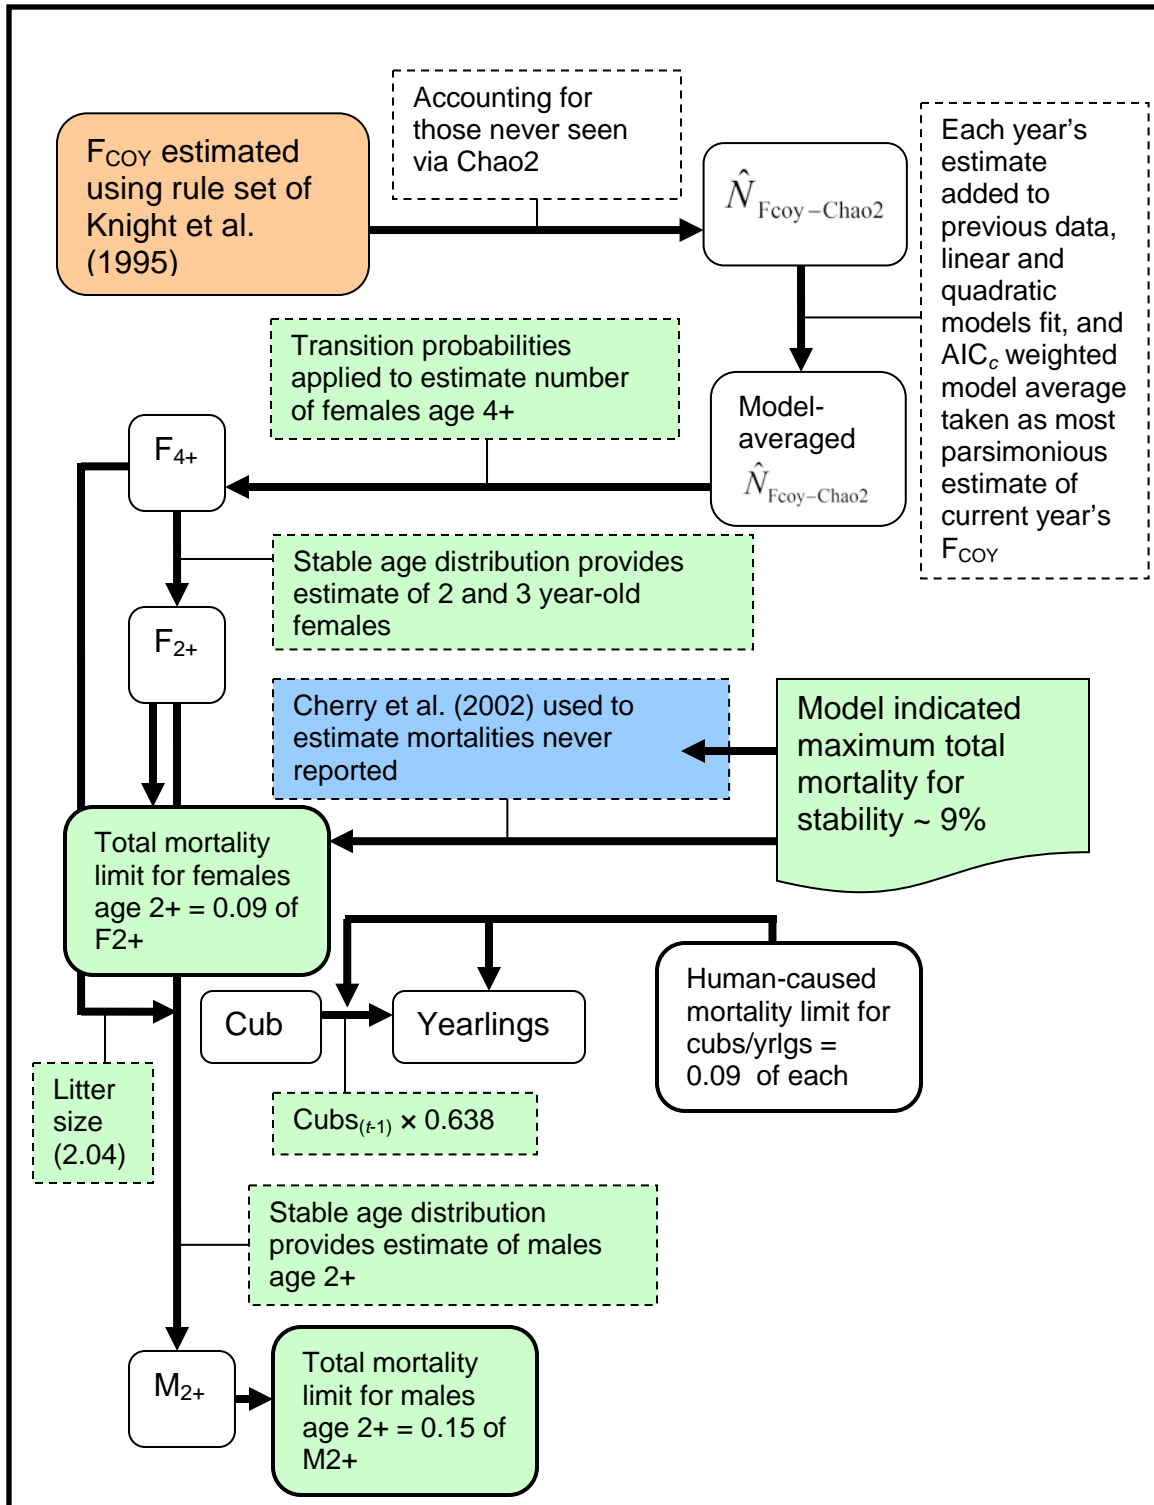 F_COY estimated
using rule set of
Knight et al.
(1995)
Accounting for
those never seen
via Chao2
N̂_Fcoy−Chao2
Each year's
estimate
added to
previous data,
linear and
quadratic
models fit, and
AIC_c weighted
model average
taken as most
parsimonious
estimate of
current year's
F_COY
Transition probabilities
applied to estimate number
of females age 4+
Model-
averaged
N̂_Fcoy−Chao2
F_4+
Stable age distribution provides
estimate of 2 and 3 year-old
females
F_2+
Cherry et al. (2002) used to
estimate mortalities never
reported
Model indicated
maximum total
mortality for
stability ~ 9%
Total mortality
limit for females
age 2+ = 0.09 of
F2+
Cub
Yearlings
Human-caused
mortality limit for
cubs/yrlgs =
0.09 of each
Litter
size
(2.04)
Cubs_(t-1) × 0.638
Stable age distribution
provides estimate of males
age 2+
M_2+
Total mortality
limit for males
age 2+ = 0.15 of
M2+